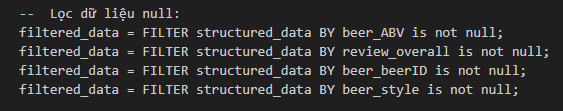 --  Lọc dữ liệu null:
filtered_data = FILTER structured_data BY beer_ABV is not null;
filtered_data = FILTER structured_data BY review_overall is not null;
filtered_data = FILTER structured_data BY beer_beerID is not null;
filtered_data = FILTER structured_data BY beer_style is not null;